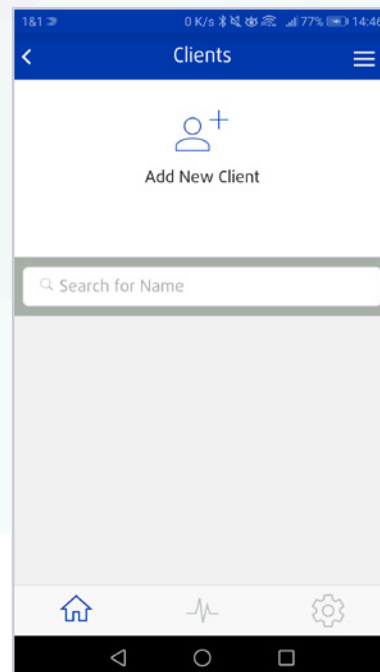 1&1
0 K/s 77% 14:46
Clients
Add New Client
Search for Name